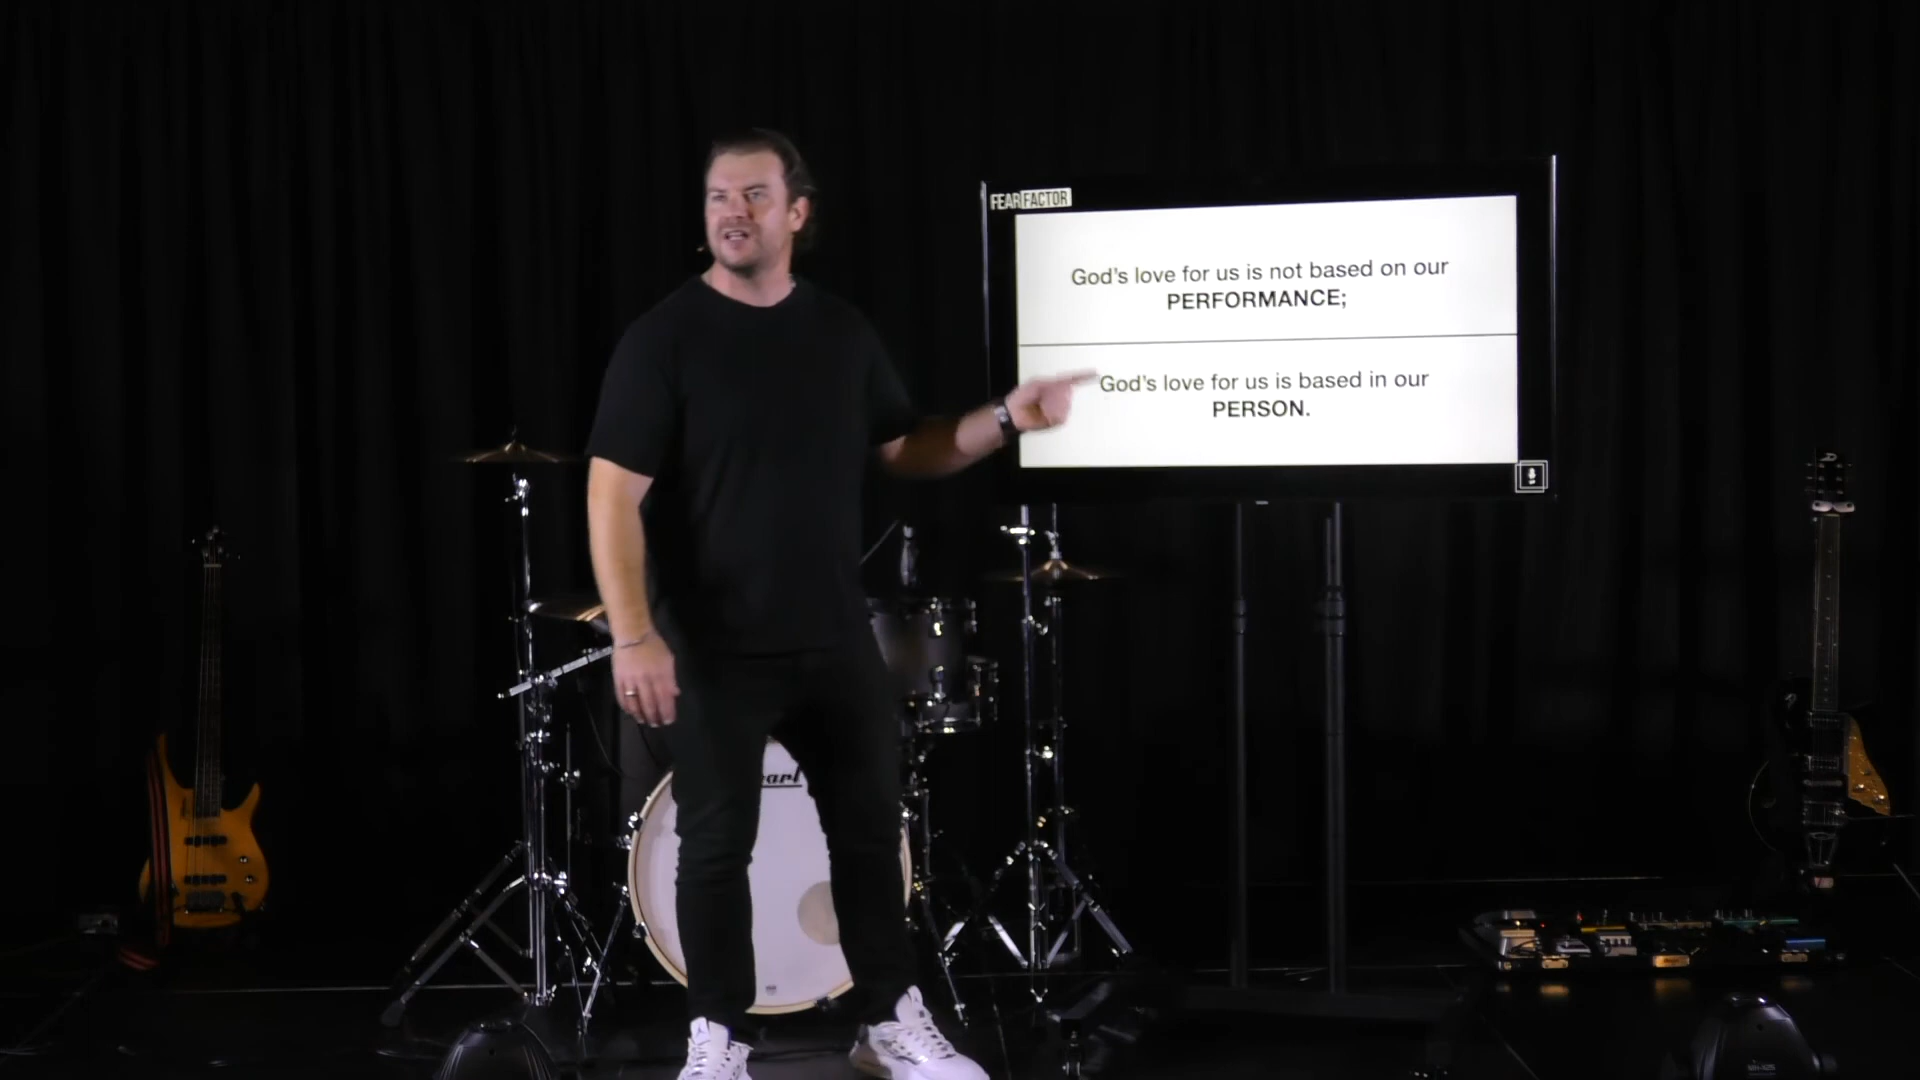 FEAR FACTOR
God's love for us is not based on our
PERFORMANCE;
God's love for us is based in our
PERSON.